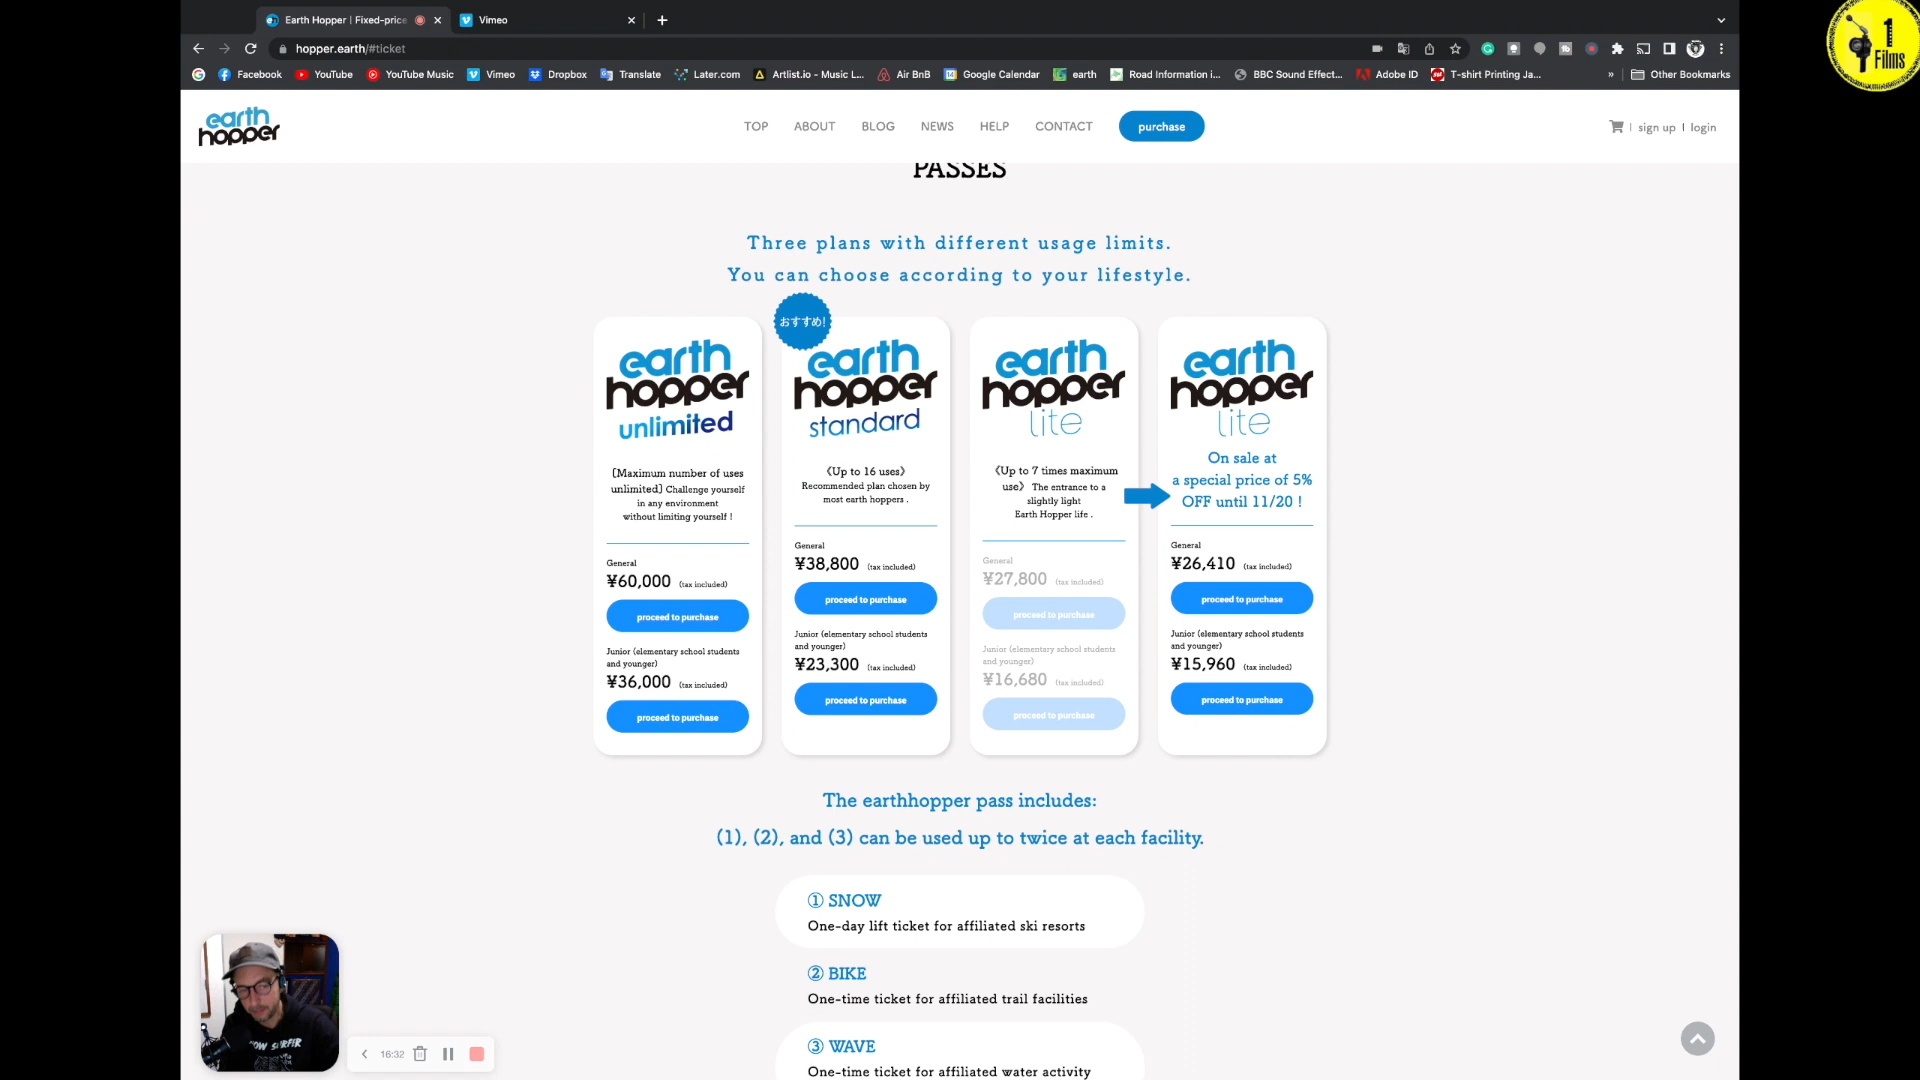 Earth Hopper | Fixed-price
Vimeo
hopper.earth/#ticket
Facebook YouTube YouTube Music Vimeo Dropbox Translate Later.com Artlist.io - Music L... Air BnB Google Calendar earth Road Information i... BBC Sound Effect... Adobe ID T-shirt Printing Ja... » Other Bookmarks
1
Films
earth
hopper
TOP ABOUT BLOG NEWS HELP CONTACT purchase
sign up | login
PASSES
Three plans with different usage limits.
You can choose according to your lifestyle.
earth
hopper
unlimited
[Maximum number of uses
unlimited] Challenge yourself
in any environment
without limiting yourself !
General
¥60,000 (tax included)
proceed to purchase
Junior (elementary school students
and younger)
¥36,000 (tax included)
proceed to purchase
おすすめ!
earth
hopper
standard
《Up to 16 uses》
Recommended plan chosen by
most earth hoppers .
General
¥38,800 (tax included)
proceed to purchase
Junior (elementary school students
and younger)
¥23,300 (tax included)
proceed to purchase
earth
hopper
lite
《Up to 7 times maximum
use》 The entrance to a
slightly light
Earth Hopper life .
General
¥27,800 (tax included)
proceed to purchase
Junior (elementary school students
and younger)
¥16,680 (tax included)
proceed to purchase
earth
hopper
lite
On sale at
a special price of 5%
OFF until 11/20 !
General
¥26,410 (tax included)
proceed to purchase
Junior (elementary school students
and younger)
¥15,960 (tax included)
proceed to purchase
The earthhopper pass includes:
(1), (2), and (3) can be used up to twice at each facility.
① SNOW
One-day lift ticket for affiliated ski resorts
② BIKE
One-time ticket for affiliated trail facilities
③ WAVE
One-time ticket for affiliated water activity
16:32